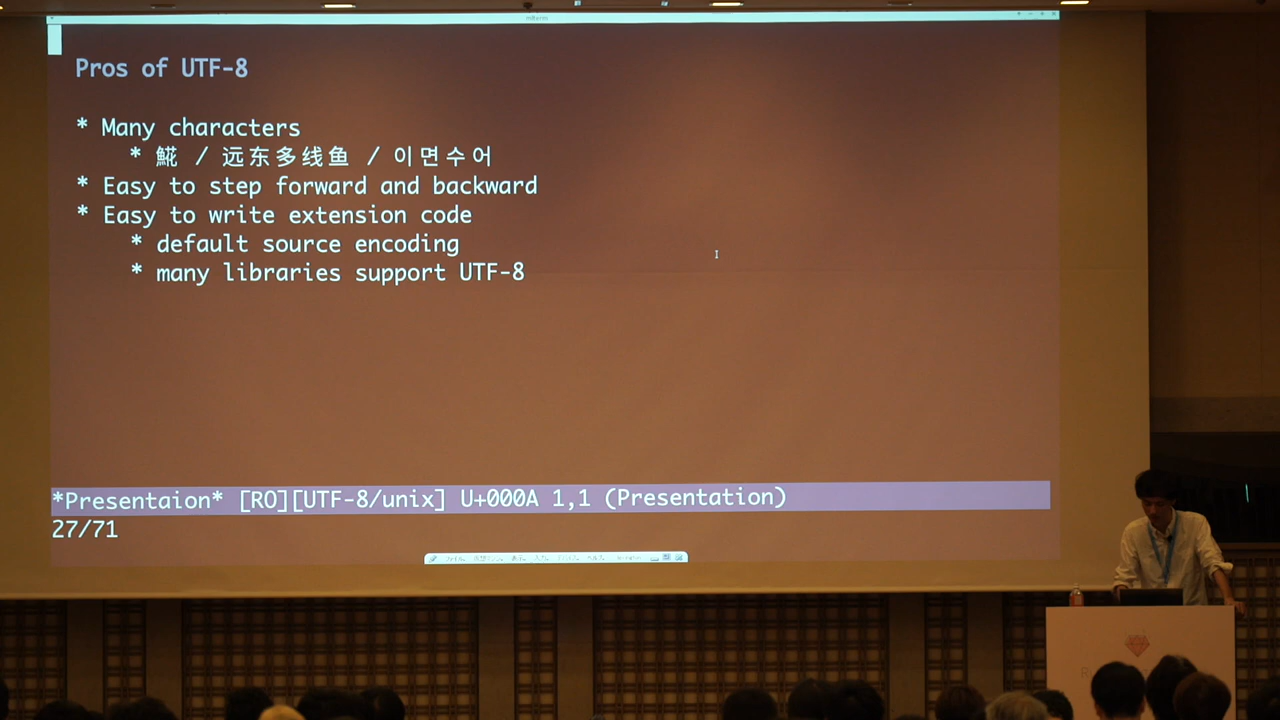 mlterm
Pros of UTF-8
* Many characters
* 𩸽 / 远东多线鱼 / 이면수어
* Easy to step forward and backward
* Easy to write extension code
* default source encoding
* many libraries support UTF-8
*Presentaion* [RO][UTF-8/unix] U+000A 1,1 (Presentation)
27/71